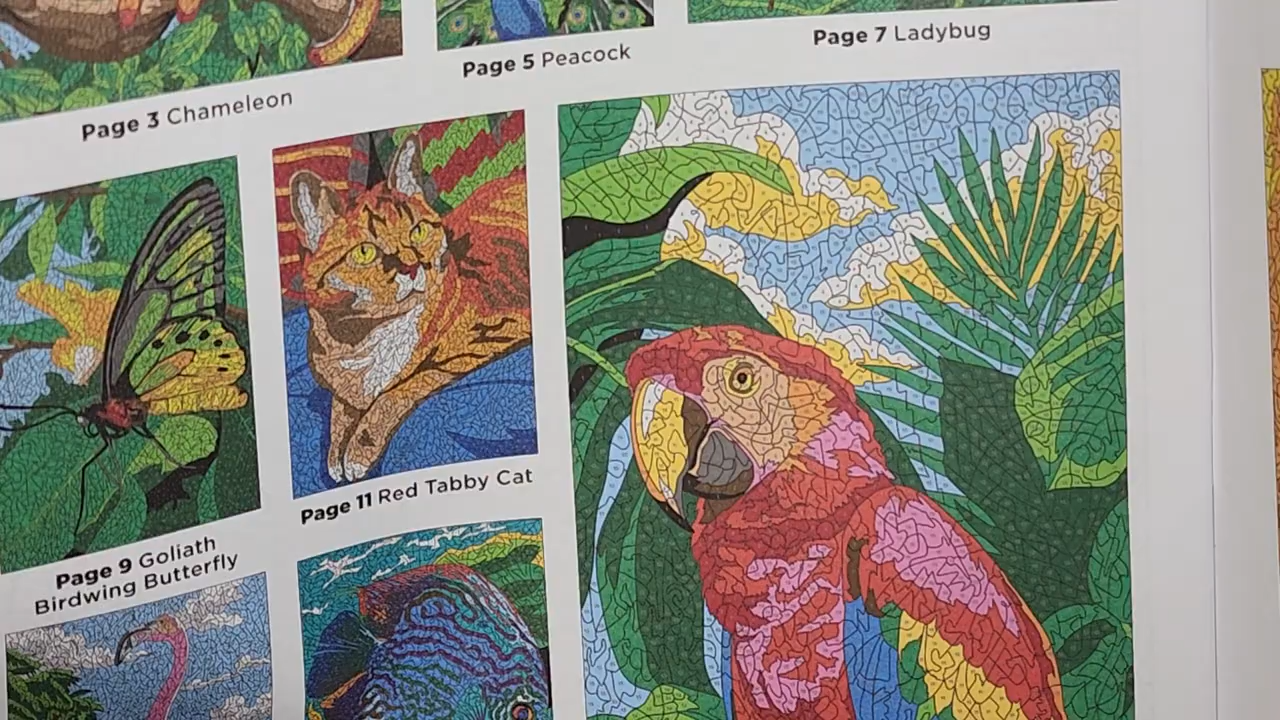 Page 7 Ladybug
Page 5 Peacock
Page 3 Chameleon
Page 11 Red Tabby Cat
Page 9 Goliath
Birdwing Butterfly